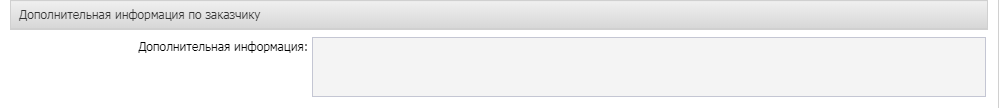 Дополнительная информация по заказчику
Дополнительная информация: